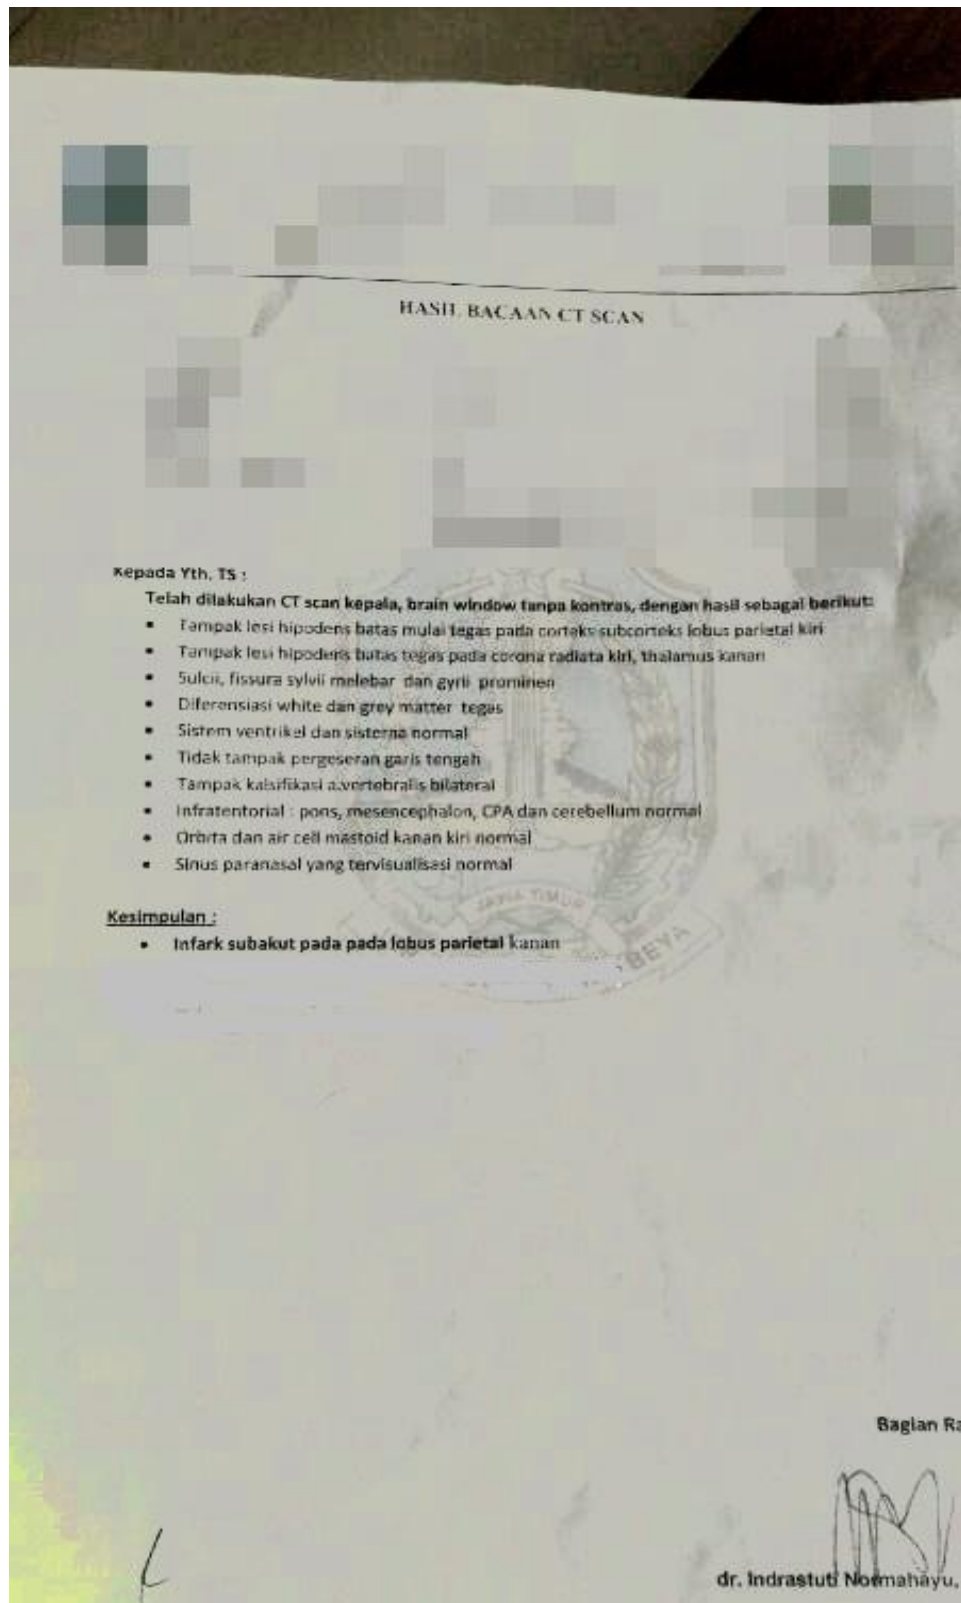 HASIL BACAAN CT SCAN
Kepada Yth, TS :
Telah dilakukan CT scan kepala, brain window tanpa kontras, dengan hasil sebagai berikut:
• Tampak lesi hipodens batas mulai tegas pada corteks subcorteks lobus parietal kiri
• Tampak lesi hipodens batas tegas pada corona radiata kiri, thalamus kanan
• Sulcii, fissura sylvii melebar dan gyrii prominen
• Diferensiasi white dan grey matter tegas
• Sistem ventrikel dan sisterna normal
• Tidak tampak pergeseran garis tengah
• Tampak kalsifikasi a.vertebralis bilateral
• Infratentorial : pons, mesencephalon, CPA dan cerebellum normal
• Orbita dan air cell mastoid kanan kiri normal
• Sinus paranasal yang tervisualisasi normal
JAWA TIMUR
BEYA
Kesimpulan :
• Infark subakut pada pada lobus parietal kanan
Bagian Ra
dr. Indrastuti Normahayu,